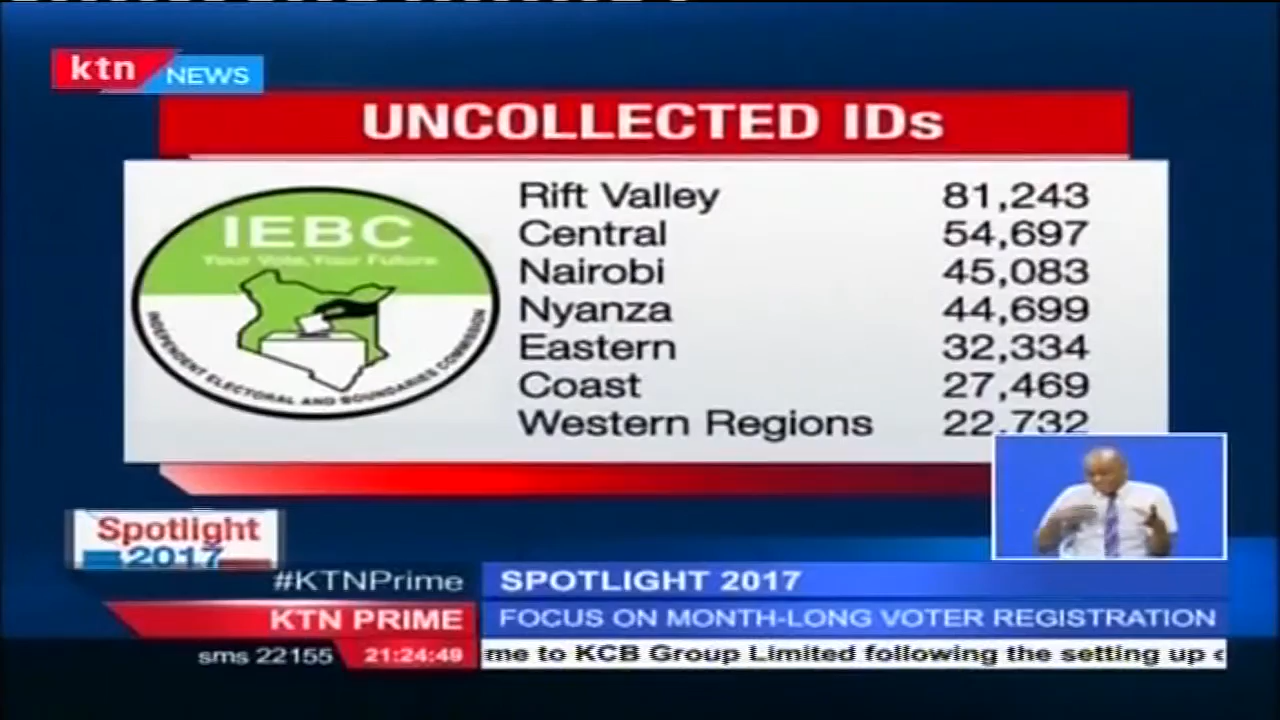 ktn NEWS
UNCOLLECTED IDs
IEBC
Your Vote, Your Future
INDEPENDENT ELECTORAL AND BOUNDARIES COMMISSION
Rift Valley 81,243
Central 54,697
Nairobi 45,083
Nyanza 44,699
Eastern 32,334
Coast 27,469
Western Regions 22,732
Spotlight
2017
#KTNPrime
SPOTLIGHT 2017
KTN PRIME
FOCUS ON MONTH-LONG VOTER REGISTRATION
sms 22155
21:24:49
me to KCB Group Limited following the setting up